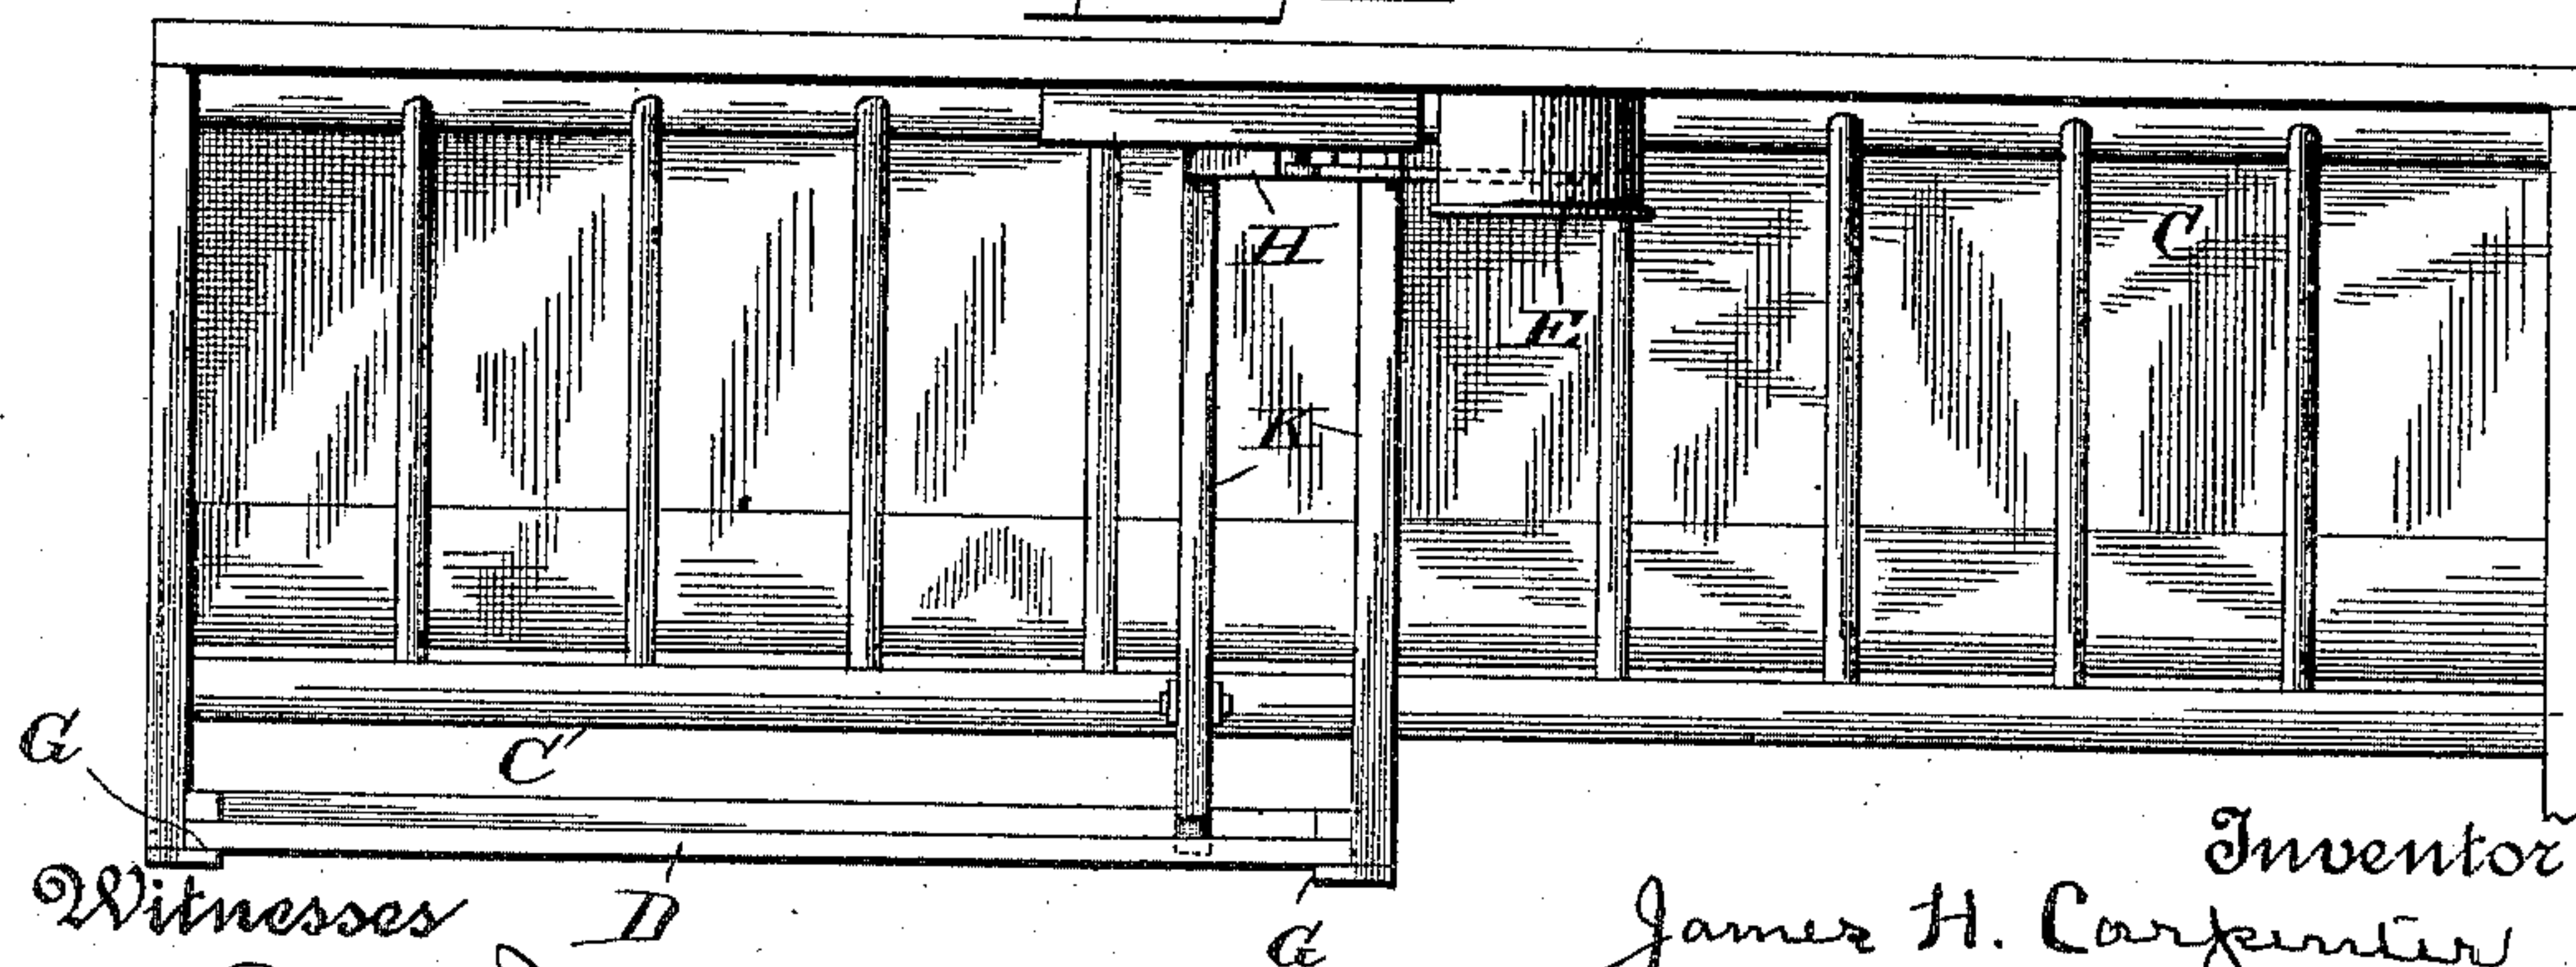 H
C
E
K
G
C'
Inventor
Witnesses
D
G
James H. Carpenter